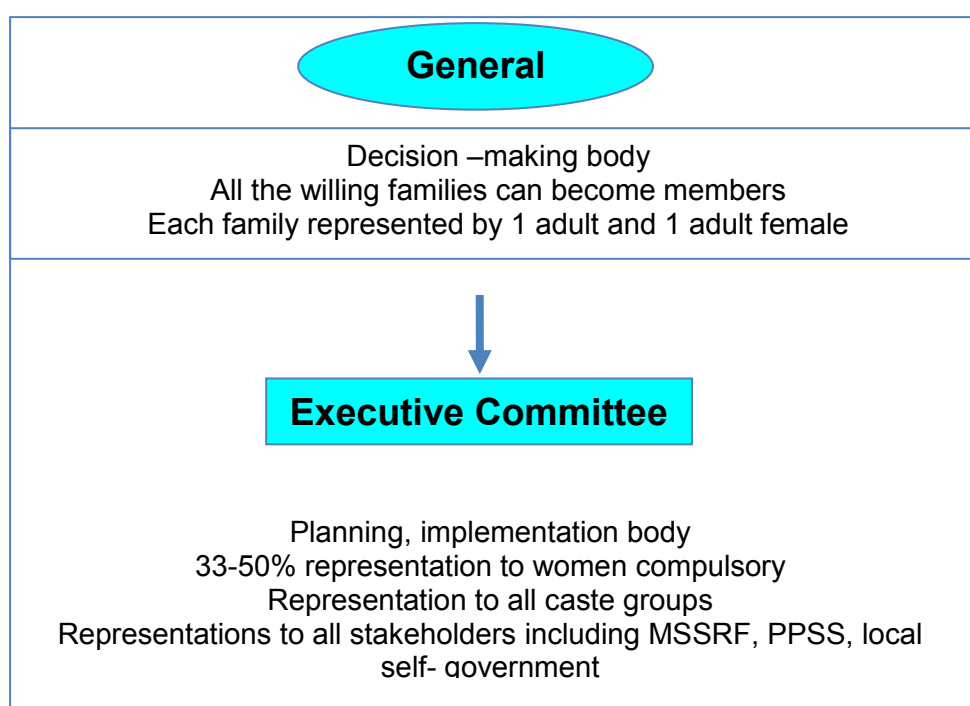 General
Decision –making body
All the willing families can become members
Each family represented by 1 adult and 1 adult female
Executive Committee
Planning, implementation body
33-50% representation to women compulsory
Representation to all caste groups
Representations to all stakeholders including MSSRF, PPSS, local
self- government